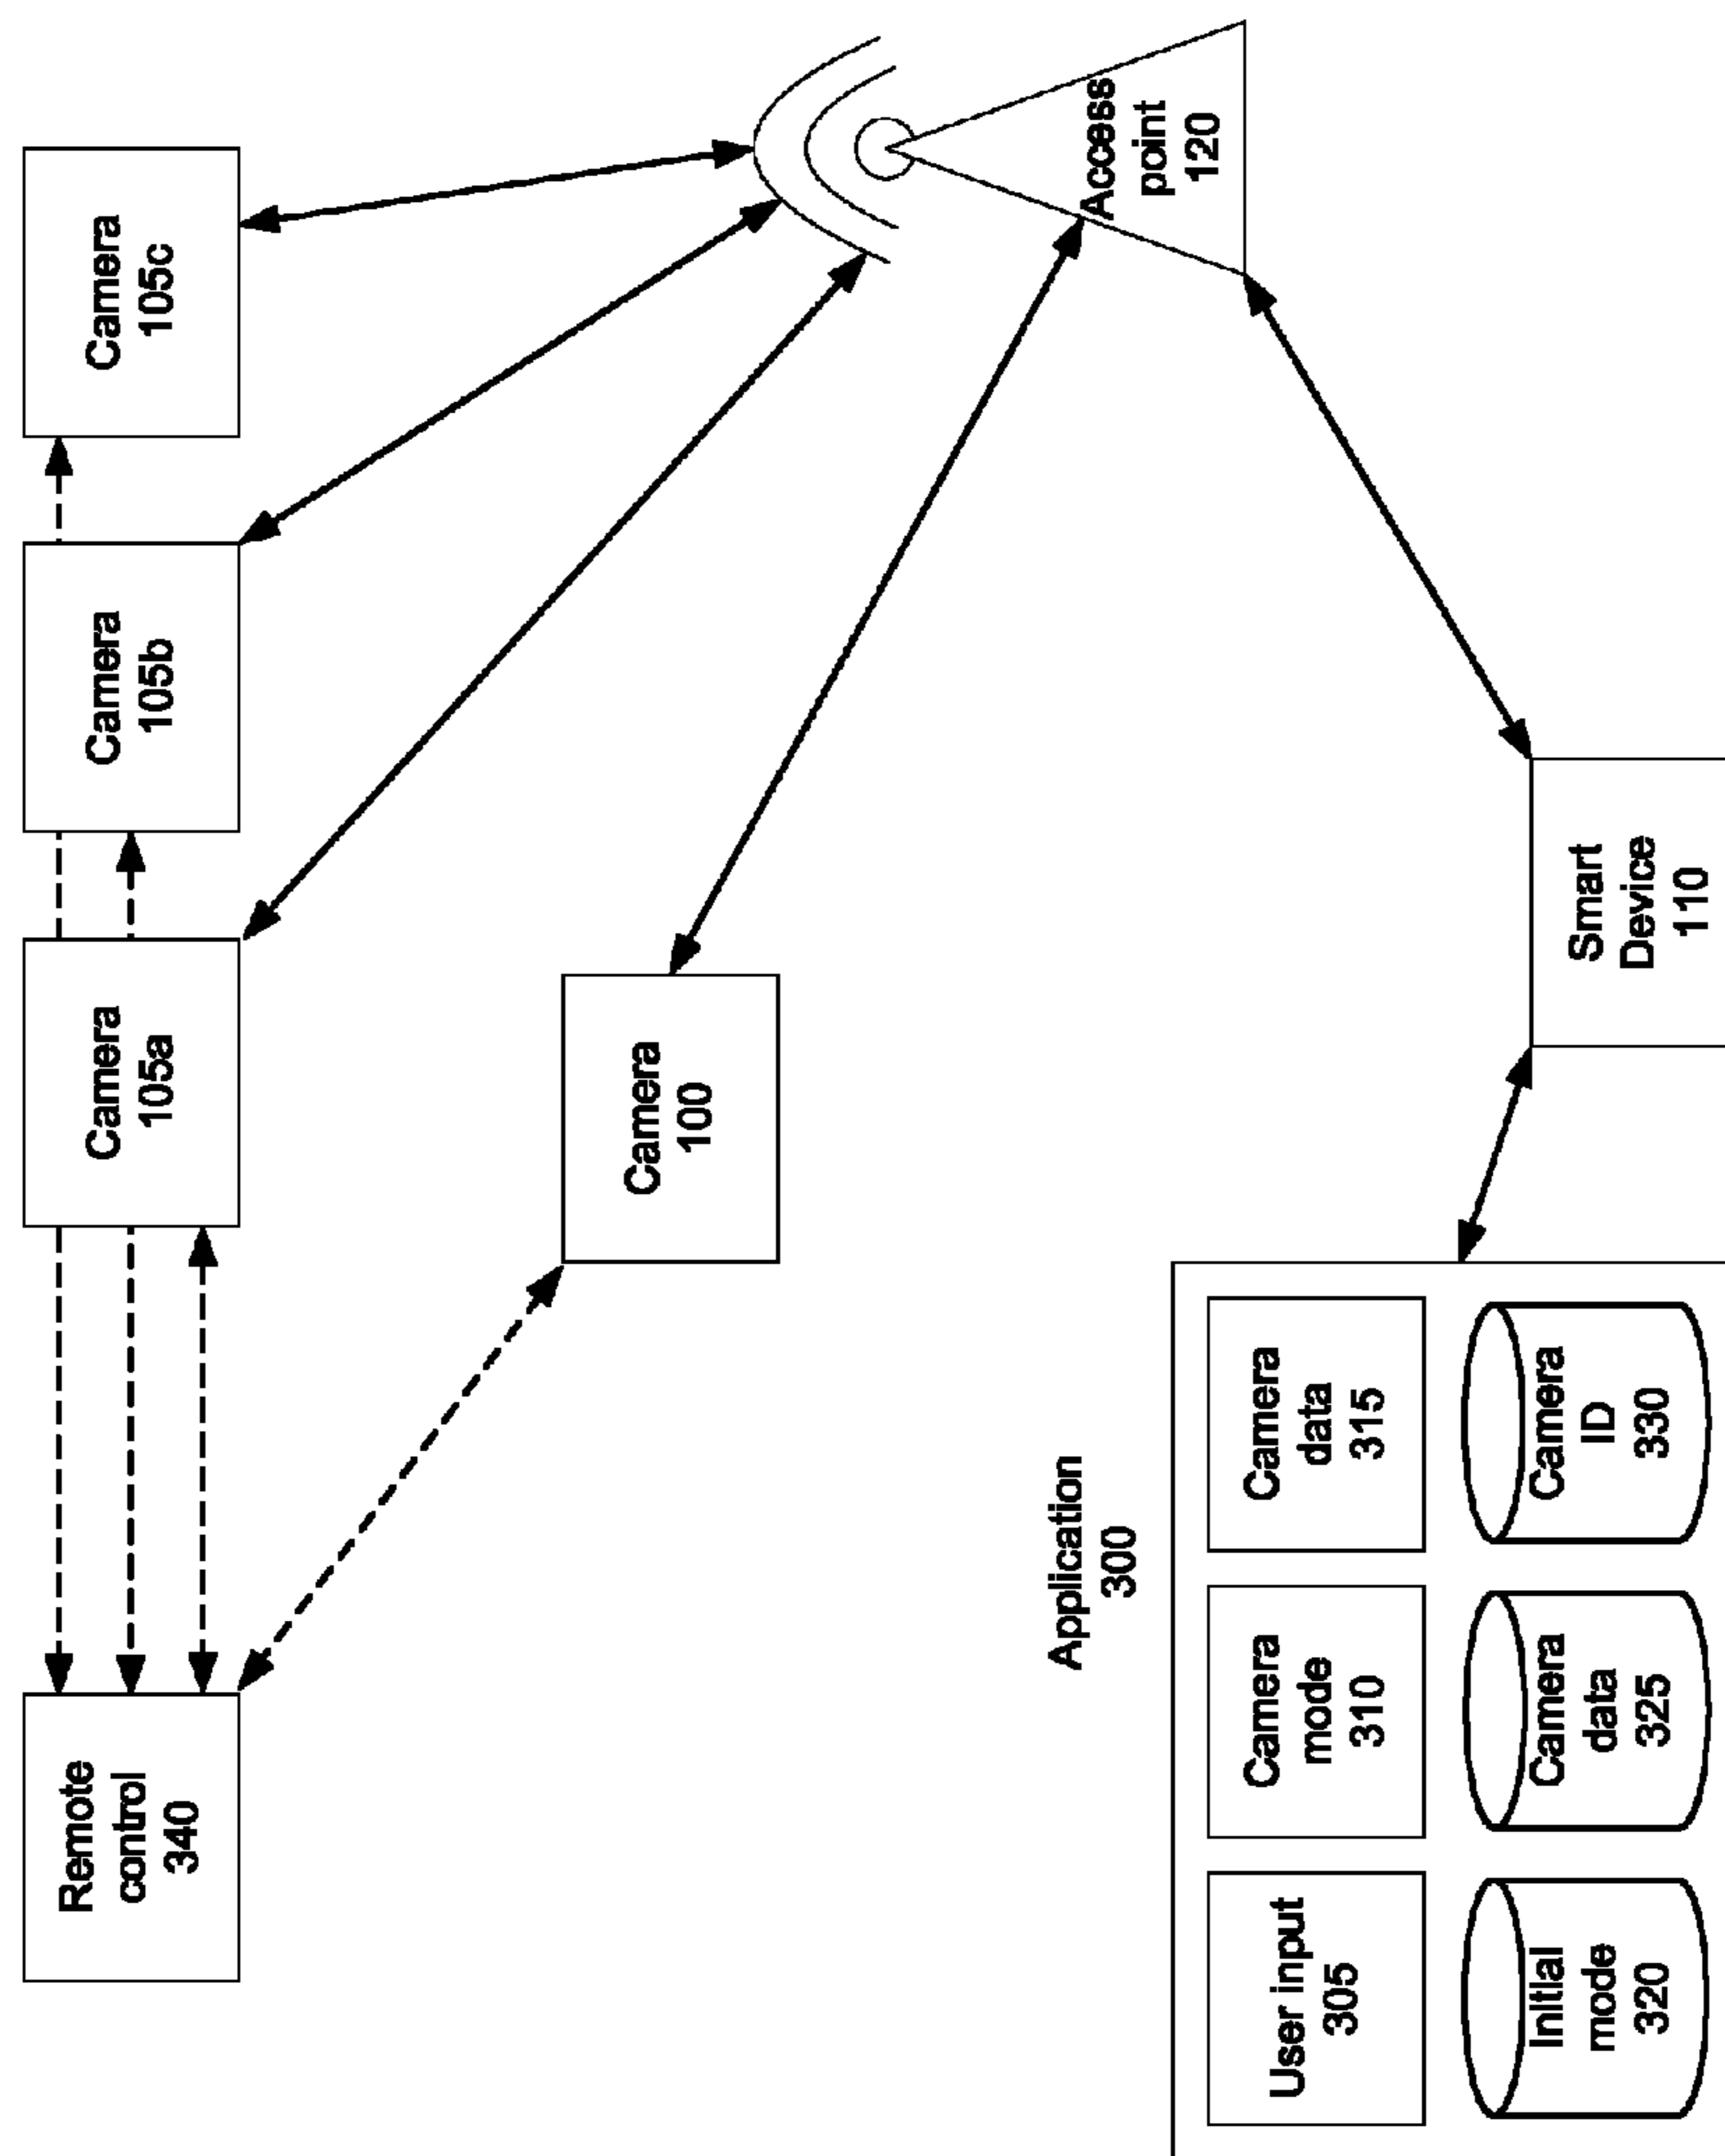 Remote
control
340
Camera
105a
Camera
105b
Camera
105c
Camera
100
Access
point
120
Application
300
User input
305
Camera
mode
310
Camera
data
315
Initial
mode
320
Camera
data
325
Camera
ID
330
Smart
Device
110